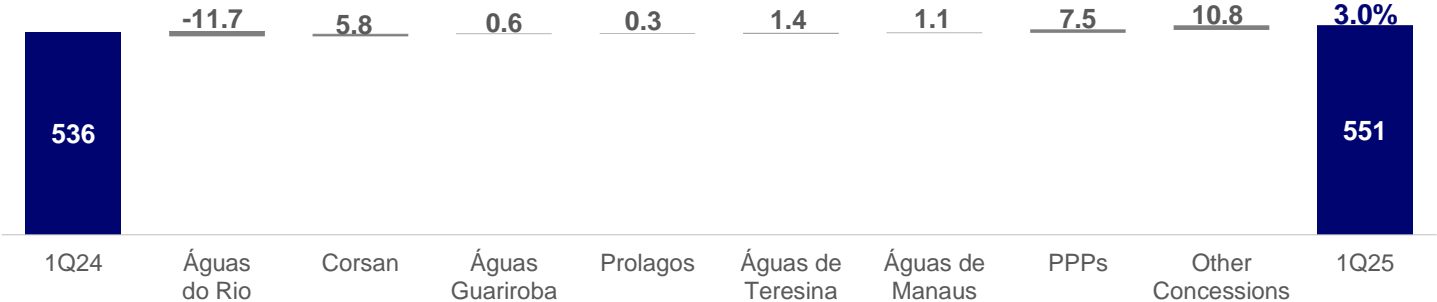 -11.7 5.8 0.6 0.3 1.4 1.1 7.5 10.8 3.0%
536 551
1Q24 Águas do Rio Corsan Águas Guariroba Prolagos Águas de Teresina Águas de Manaus PPPs Other Concessions 1Q25